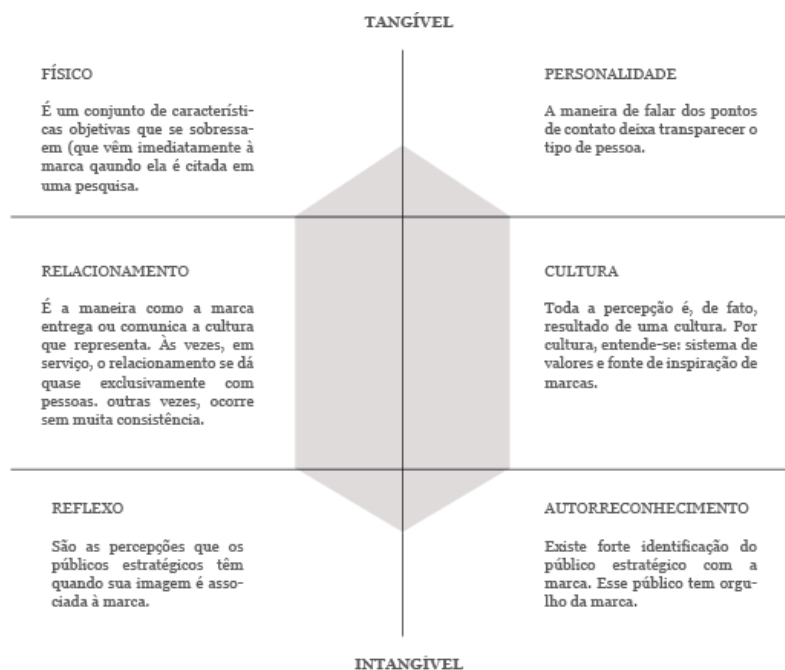 TANGÍVEL
FÍSICO
É um conjunto de característi-
cas objetivas que se sobressa-
em (que vêm imediatamente à
marca qaundo ela é citada em
uma pesquisa.
PERSONALIDADE
A maneira de falar dos pontos
de contato deixa transparecer o
tipo de pessoa.
RELACIONAMENTO
É a maneira como a marca
entrega ou comunica a cultura
que representa. Às vezes, em
serviço, o relacionamento se dá
quase exclusivamente com
pessoas. outras vezes, ocorre
sem muita consistência.
CULTURA
Toda a percepção é, de fato,
resultado de uma cultura. Por
cultura, entende-se: sistema de
valores e fonte de inspiração de
marcas.
REFLEXO
São as percepções que os
públicos estratégicos têm
quando sua imagem é asso-
ciada à marca.
AUTORRECONHECIMENTO
Existe forte identificação do
público estratégico com a
marca. Esse público tem orgu-
lho da marca.
INTANGÍVEL